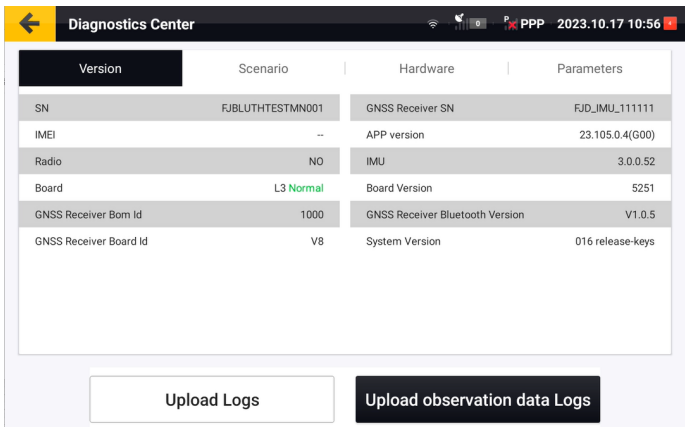 Diagnostics Center
0
P PPP
2023.10.17 10:56
Version
Scenario
Hardware
Parameters
SN FJBLUTHTESTMN001
GNSS Receiver SN FJD_IMU_111111
IMEI --
APP version 23.105.0.4(G00)
Radio NO
IMU 3.0.0.52
Board L3 Normal
Board Version 5251
GNSS Receiver Bom Id 1000
GNSS Receiver Bluetooth Version V1.0.5
GNSS Receiver Board Id V8
System Version 016 release-keys
Upload Logs
Upload observation data Logs